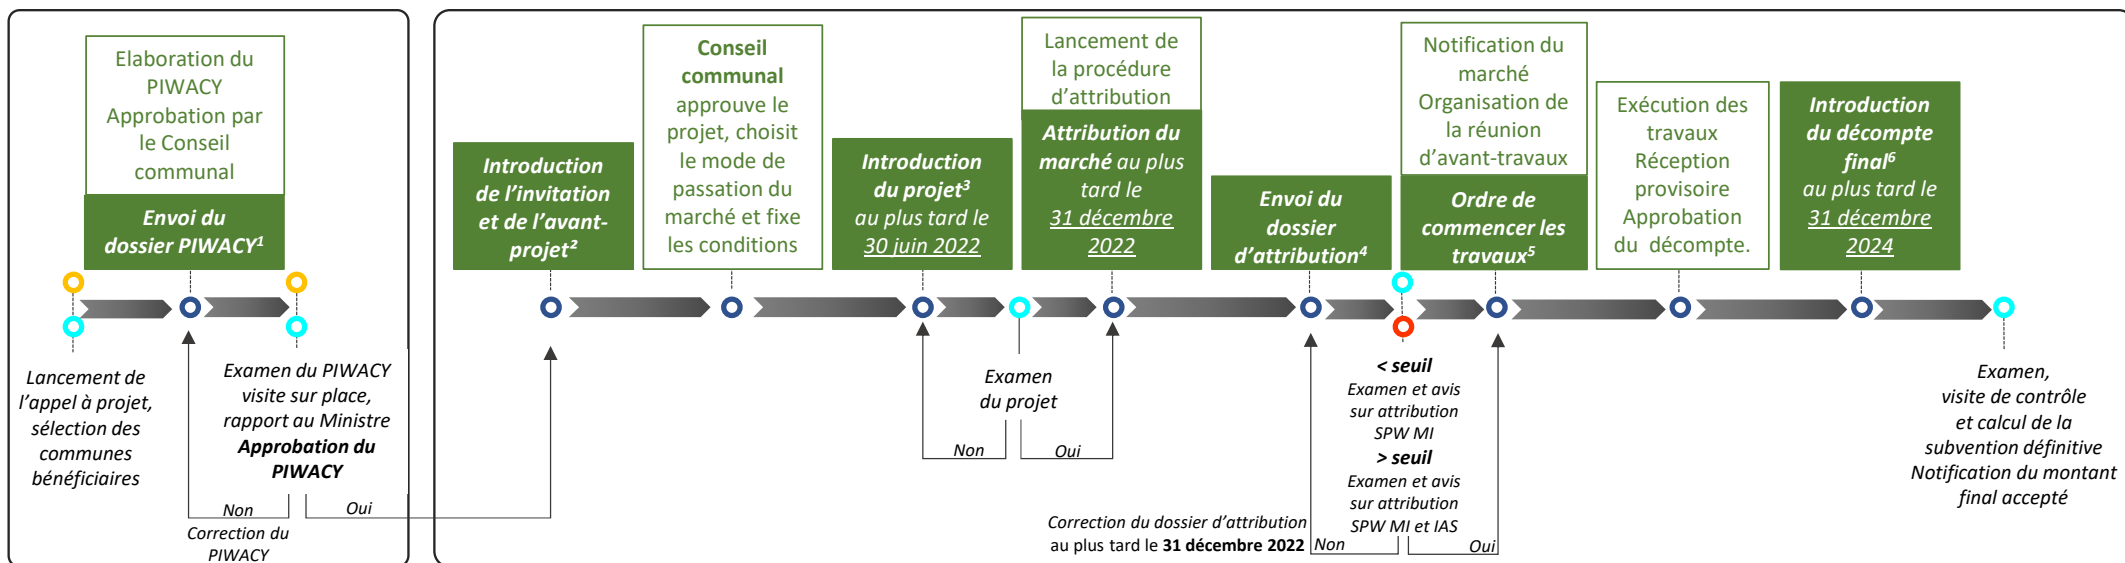 Elaboration du
PIWACY
Approbation par
le Conseil
communal
Envoi du
dossier PIWACY¹
Lancement de
l’appel à projet,
sélection des
communes
bénéficiaires
Examen du PIWACY
visite sur place,
rapport au Ministre
Approbation du
PIWACY
Non
Oui
Correction du
PIWACY
Introduction
de l’invitation
et de l’avant-
projet²
Conseil
communal
approuve le
projet, choisit
le mode de
passation du
marché et fixe
les conditions
Introduction
du projet³
au plus tard le
30 juin 2022
Examen
du projet
Non
Oui
Lancement de
la procédure
d’attribution
Attribution du
marché au plus
tard le
31 décembre
2022
Envoi du
dossier
d’attribution⁴
< seuil
Examen et avis
sur attribution
SPW MI
> seuil
Examen et avis
sur attribution
SPW MI et IAS
Correction du dossier d’attribution
au plus tard le 31 décembre 2022
Non
Oui
Notification du
marché
Organisation de
la réunion
d’avant-travaux
Ordre de
commencer les
travaux⁵
Exécution des
travaux
Réception
provisoire
Approbation
du décompte.
Introduction
du décompte
final⁶
au plus tard le
31 décembre
2024
Examen,
visite de contrôle
et calcul de la
subvention définitive
Notification du montant
final accepté